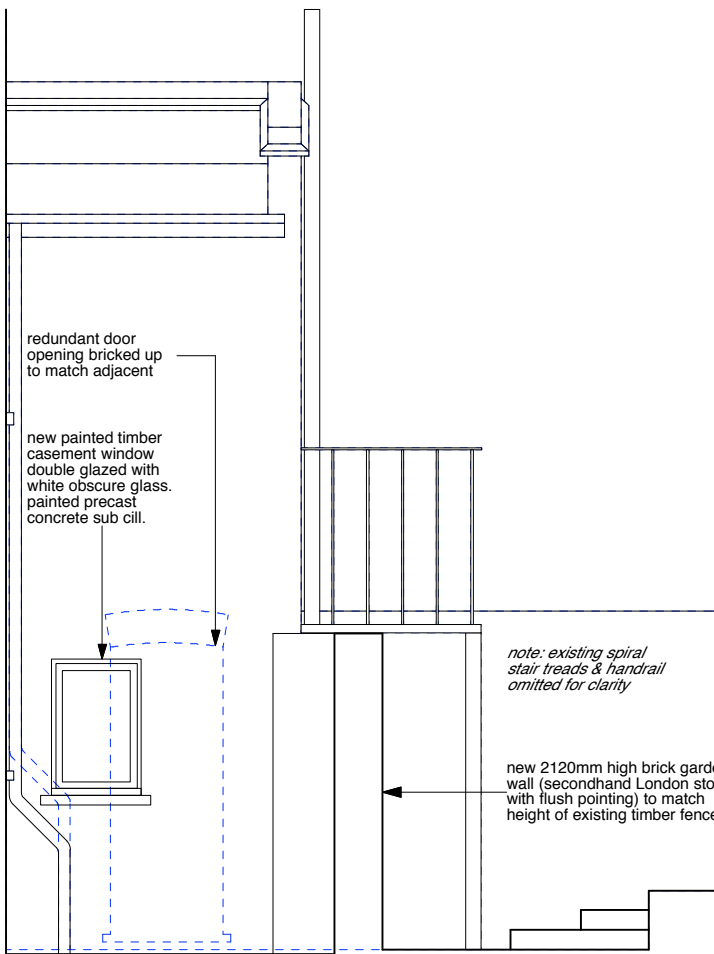 redundant door
opening bricked up
to match adjacent
new painted timber
casement window
double glazed with
white obscure glass.
painted precast
concrete sub cill.
note: existing spiral
stair treads & handrail
omitted for clarity
new 2120mm high brick garde
wall (secondhand London sto
with flush pointing) to match
height of existing timber fence